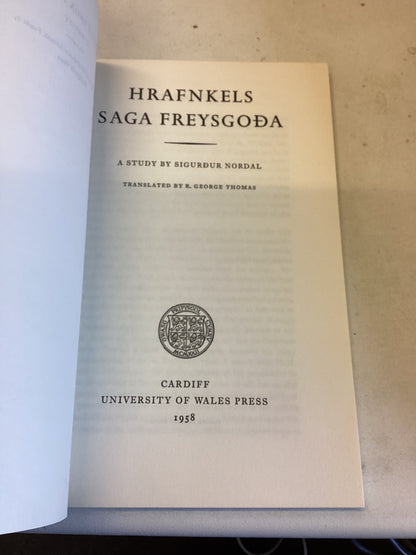 HRAFNKELS
SAGA FREYSGOÐA
A STUDY BY SIGURÐUR NORDAL
TRANSLATED BY R. GEORGE THOMAS
CARDIFF
UNIVERSITY OF WALES PRESS
1958